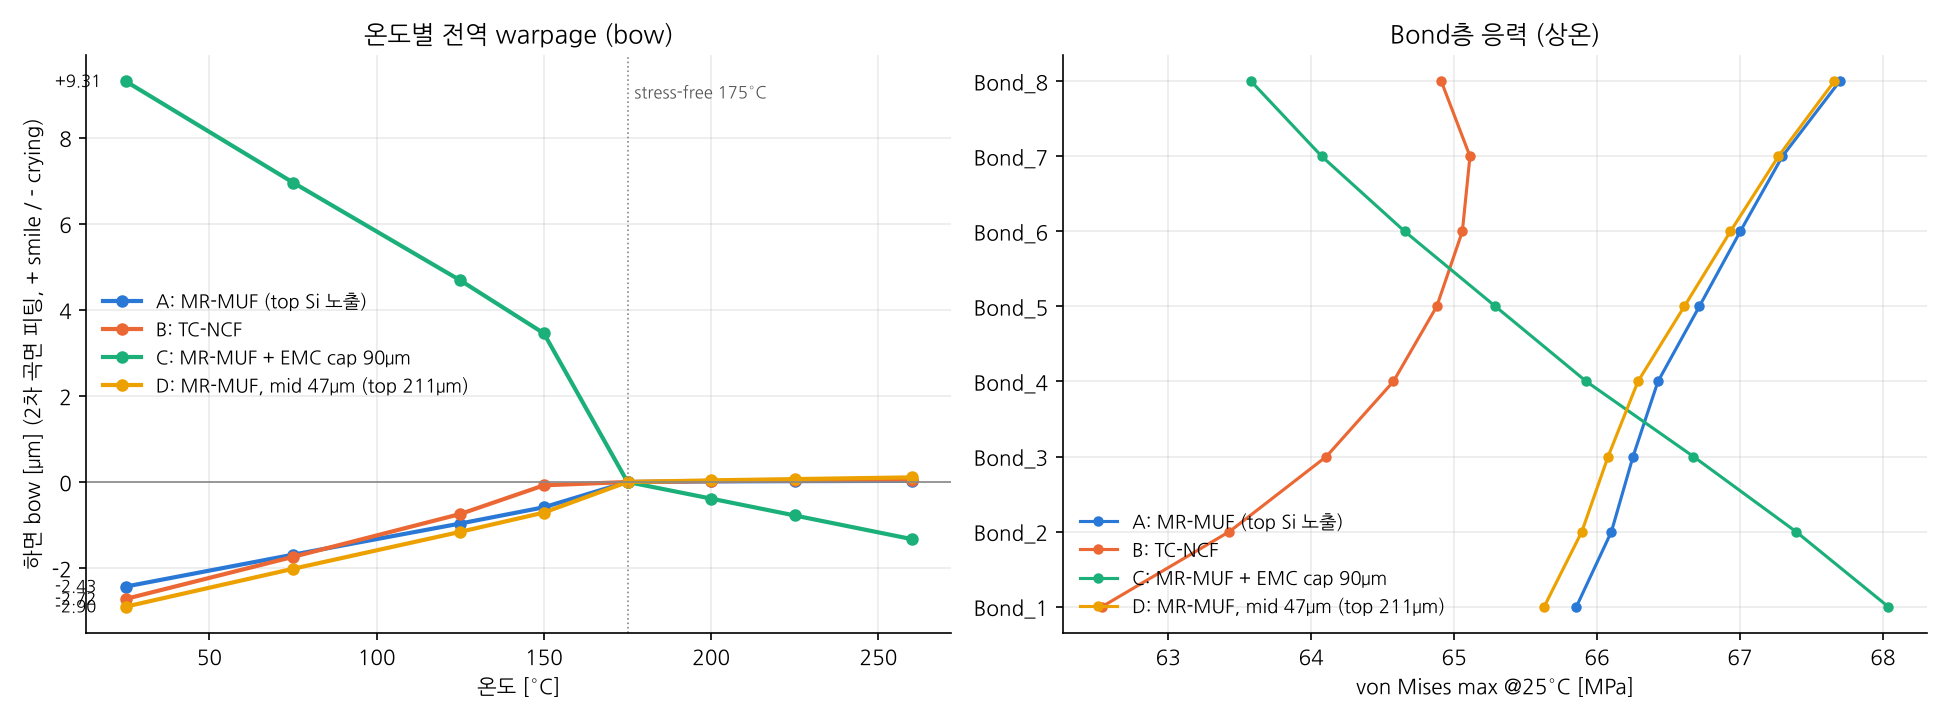 온도별 전역 warpage (bow)
하면 bow [µm] (2차 곡면 피팅, + smile / - crying)
+9.31
8
6
4
2
0
-2
-2.43
-2.72
-2.90
stress-free 175°C
A: MR-MUF (top Si 노출)
B: TC-NCF
C: MR-MUF + EMC cap 90µm
D: MR-MUF, mid 47µm (top 211µm)
50 100 150 200 250
온도 [°C]
Bond층 응력 (상온)
Bond_8
Bond_7
Bond_6
Bond_5
Bond_4
Bond_3
Bond_2
Bond_1
A: MR-MUF (top Si 노출)
B: TC-NCF
C: MR-MUF + EMC cap 90µm
D: MR-MUF, mid 47µm (top 211µm)
63 64 65 66 67 68
von Mises max @25°C [MPa]